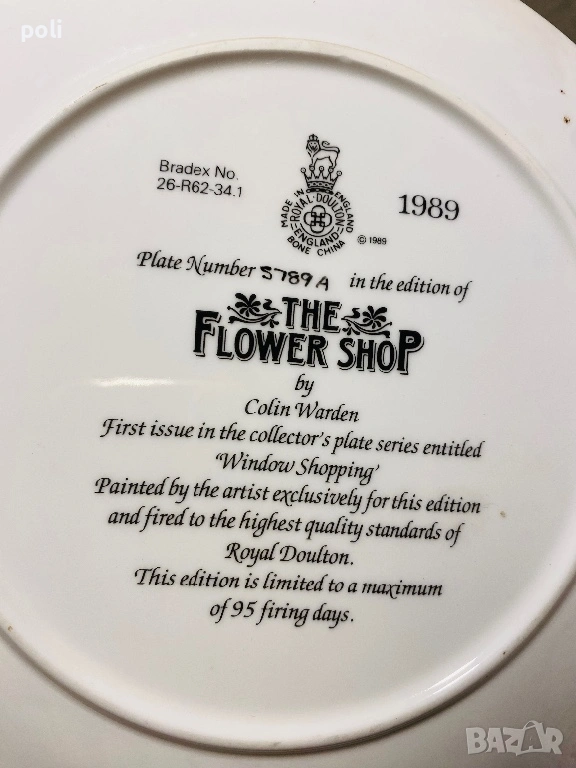 poli
Bradex No.
26-R62-34.1
MADE IN ENGLAND
ROYAL·DOULTON
ENGLAND
BONE CHINA
© 1989
1989
Plate Number 5789A in the edition of
THE
FLOWER SHOP
by
Colin Warden
First issue in the collector's plate series entitled
'Window Shopping'
Painted by the artist exclusively for this edition
and fired to the highest quality standards of
Royal Doulton.
This edition is limited to a maximum
of 95 firing days.
BAZAR